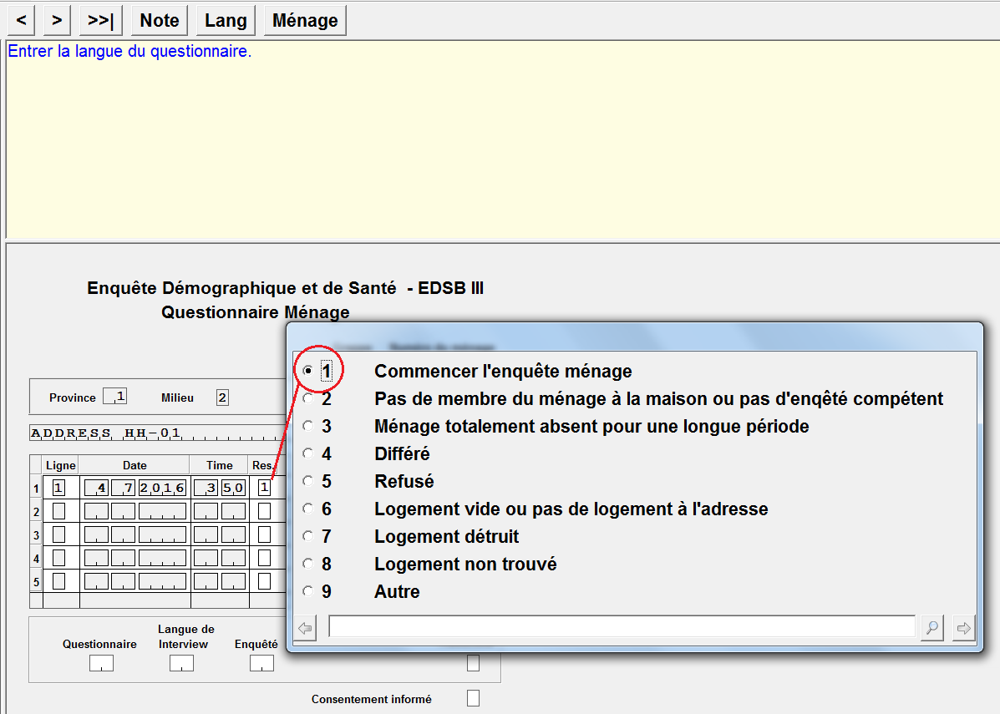 < > >>| Note Lang Ménage
Entrer la langue du questionnaire.
Enquête Démographique et de Santé - EDSB III
Questionnaire Ménage
Province 1 Milieu 2
ADDRESS HH-01
Ligne Date Time Res.
1 1 4 7 2016 3 50 1
2
3
4
5
Langue de
Questionnaire Interview Enquêté
Consentement informé
1 Commencer l'enquête ménage
2 Pas de membre du ménage à la maison ou pas d'enqêté compétent
3 Ménage totalement absent pour une longue période
4 Différé
5 Refusé
6 Logement vide ou pas de logement à l'adresse
7 Logement détruit
8 Logement non trouvé
9 Autre